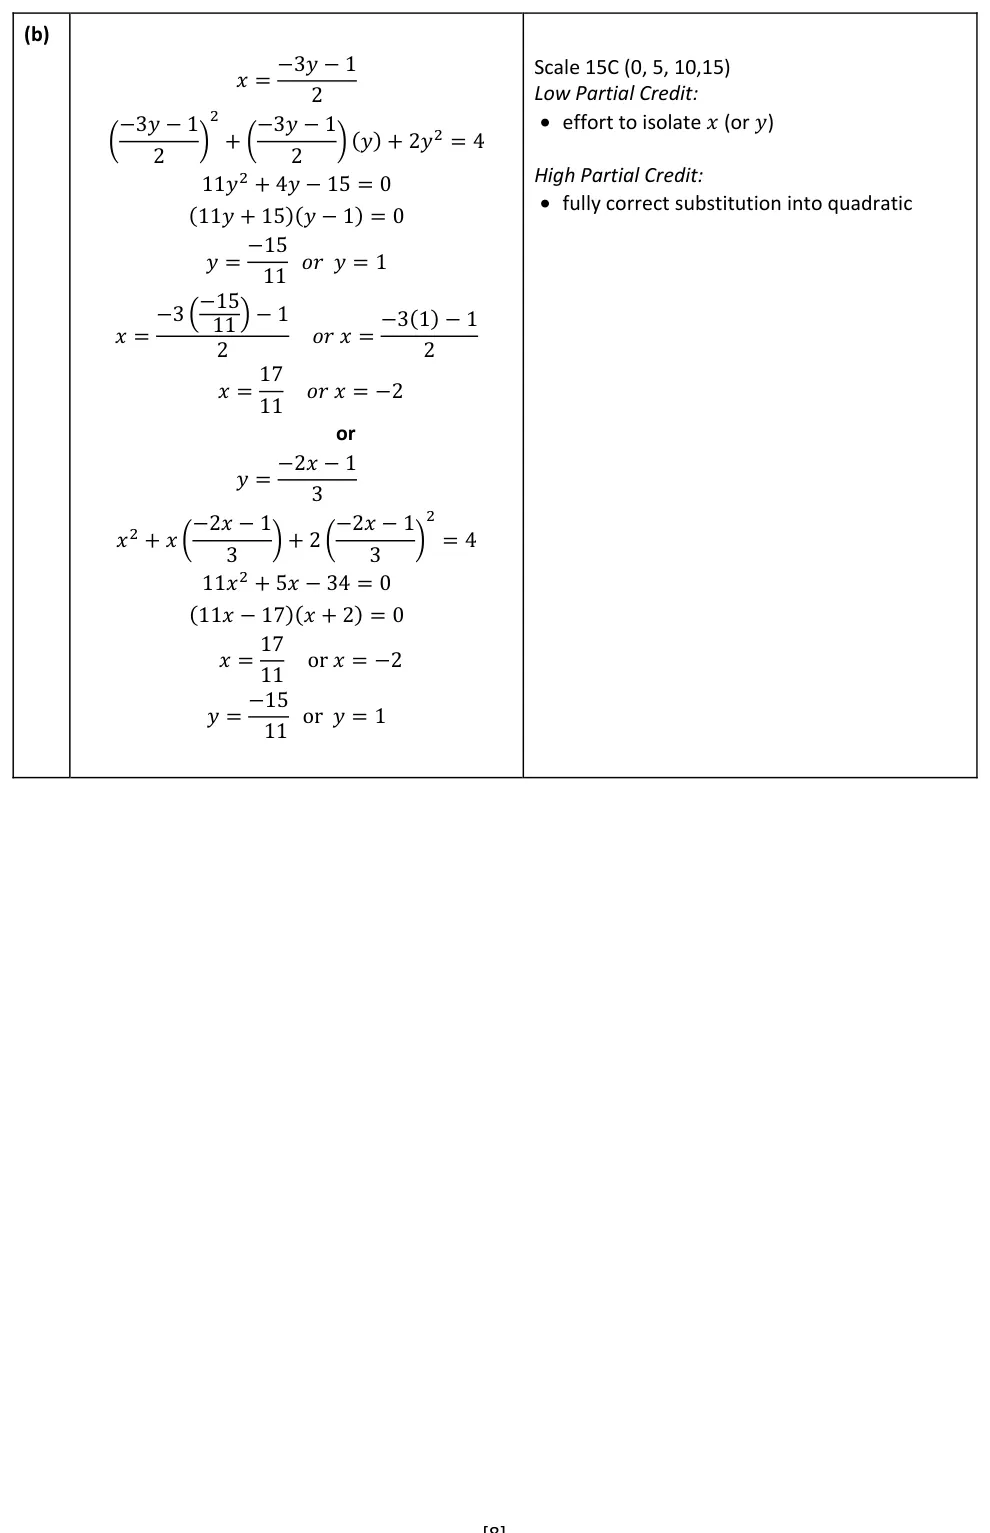 (b)
x = (−3y − 1)/2
((−3y − 1)/2)² + ((−3y − 1)/2)(y) + 2y² = 4
11y² + 4y − 15 = 0
(11y + 15)(y − 1) = 0
y = −15/11 or y = 1
x = (−3(−15/11) − 1)/2 or x = (−3(1) − 1)/2
x = 17/11 or x = −2
or
y = (−2x − 1)/3
x² + x((−2x − 1)/3) + 2((−2x − 1)/3)² = 4
11x² + 5x − 34 = 0
(11x − 17)(x + 2) = 0
x = 17/11 or x = −2
y = −15/11 or y = 1
Scale 15C (0, 5, 10,15)
Low Partial Credit:
• effort to isolate x (or y)
High Partial Credit:
• fully correct substitution into quadratic
[8]